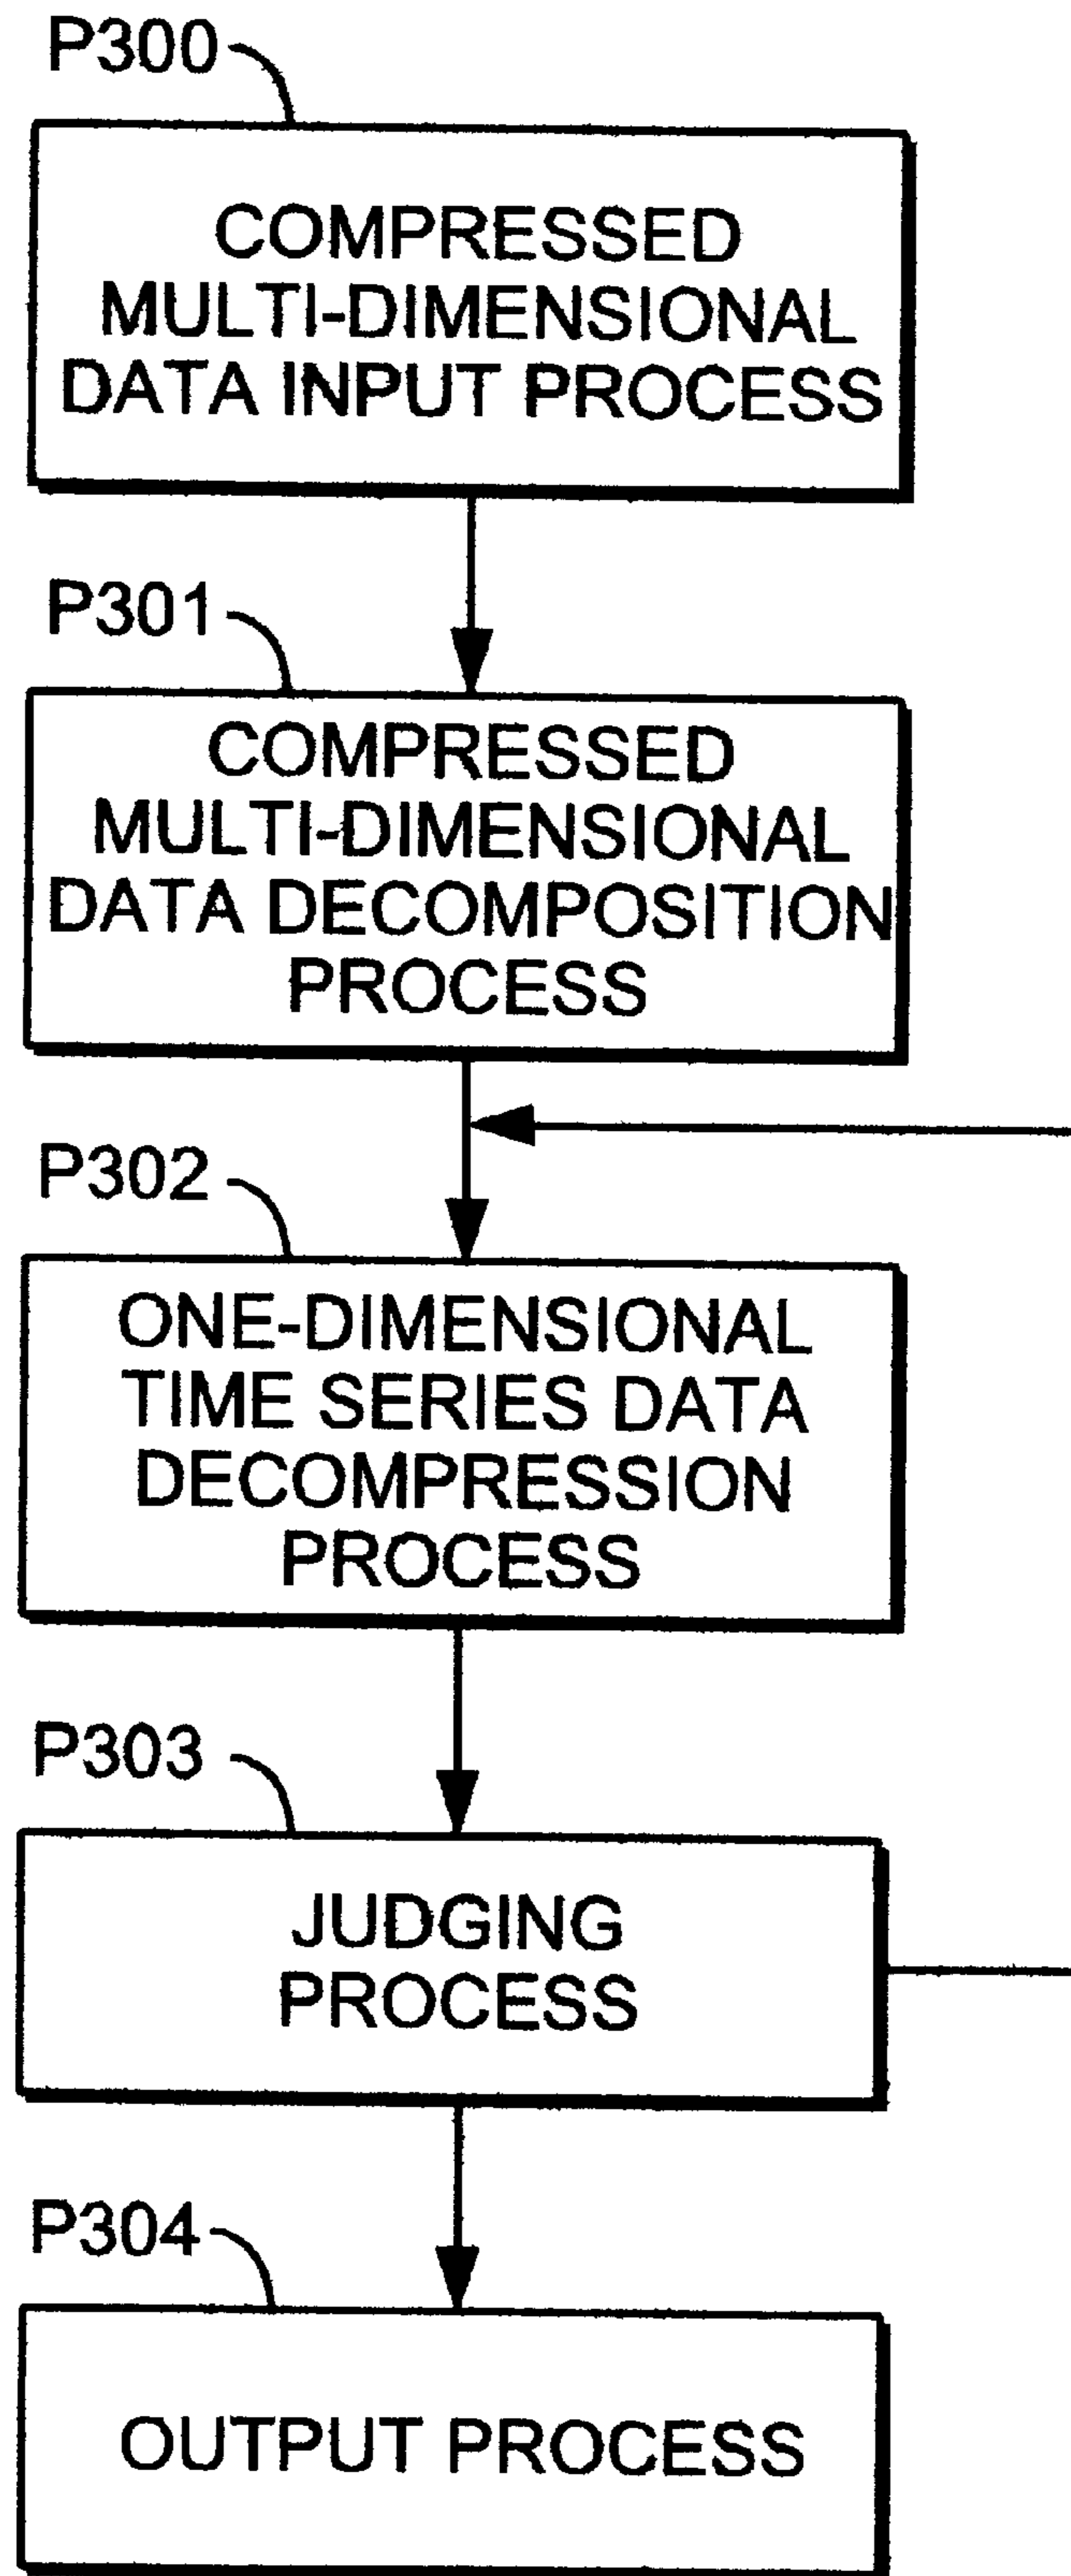 P300
COMPRESSED
MULTI-DIMENSIONAL
DATA INPUT PROCESS
P301
COMPRESSED
MULTI-DIMENSIONAL
DATA DECOMPOSITION
PROCESS
P302
ONE-DIMENSIONAL
TIME SERIES DATA
DECOMPRESSION
PROCESS
P303
JUDGING
PROCESS
P304
OUTPUT PROCESS